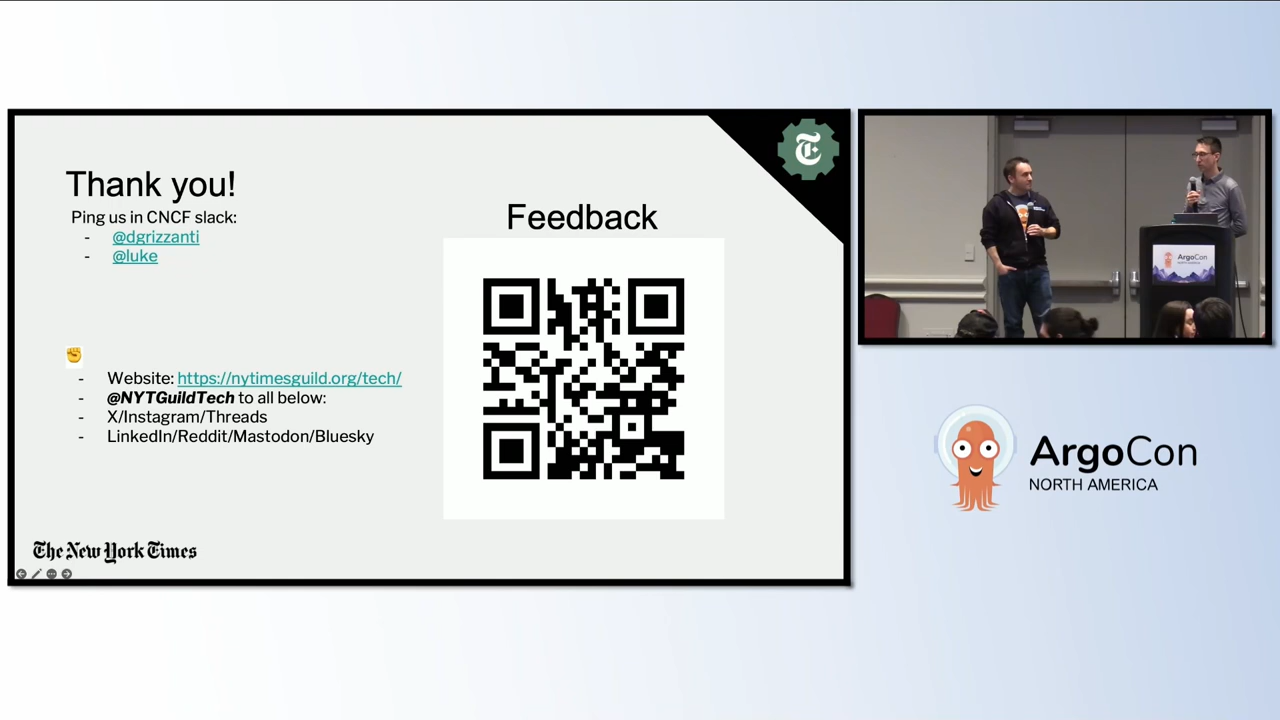 Thank you!
Ping us in CNCF slack:
- @dgrizzanti
- @luke
- Website: https://nytimesguild.org/tech/
- @NYTGuildTech to all below:
- X/Instagram/Threads
- LinkedIn/Reddit/Mastodon/Bluesky
The New York Times
Feedback
T
ArgoCon
ArgoCon
NORTH AMERICA